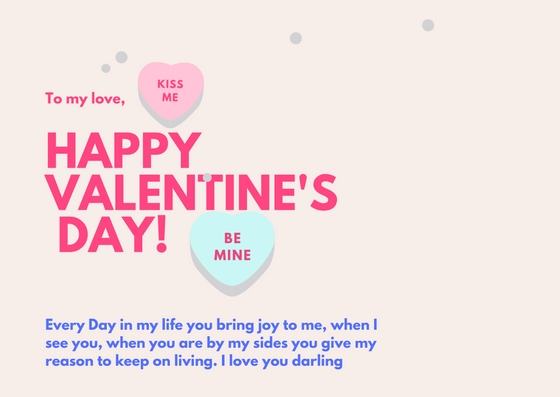 KISS
ME
To my love,
HAPPY
VALENTINE'S
DAY!
BE
MINE
Every Day in my life you bring joy to me, when I
see you, when you are by my sides you give my
reason to keep on living. I love you darling